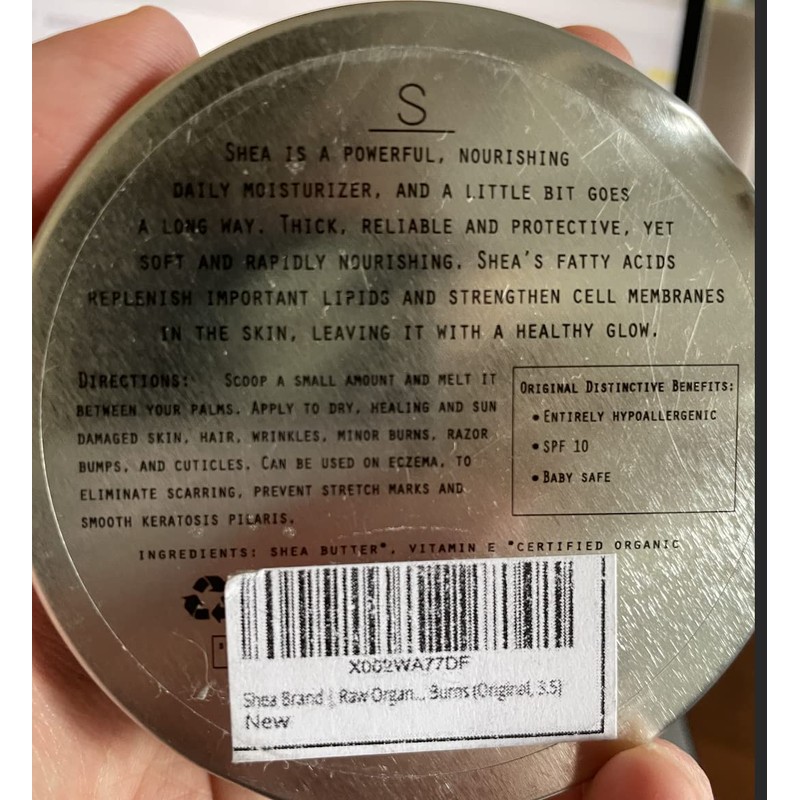 S
SHEA IS A POWERFUL, NOURISHING
DAILY MOISTURIZER, AND A LITTLE BIT GOES
A LONG WAY. THICK, RELIABLE AND PROTECTIVE, YET
SOFT AND RAPIDLY NOURISHING. SHEA'S FATTY ACIDS
REPLENISH IMPORTANT LIPIDS AND STRENGTHEN CELL MEMBRANES
IN THE SKIN, LEAVING IT WITH A HEALTHY GLOW.
DIRECTIONS: SCOOP A SMALL AMOUNT AND MELT IT
BETWEEN YOUR PALMS. APPLY TO DRY, HEALING AND SUN
DAMAGED SKIN, HAIR, WRINKLES, MINOR BURNS, RAZOR
BUMPS, AND CUTICLES. CAN BE USED ON ECZEMA, TO
ELIMINATE SCARRING, PREVENT STRETCH MARKS AND
SMOOTH KERATOSIS PILARIS.
ORIGINAL DISTINCTIVE BENEFITS:
• ENTIRELY HYPOALLERGENIC
• SPF 10
• BABY SAFE
INGREDIENTS: SHEA BUTTER*, VITAMIN E *CERTIFIED ORGANIC
X002WA77DF
Shea Brand | Raw Organ... Burns (Original, 3.5)
New